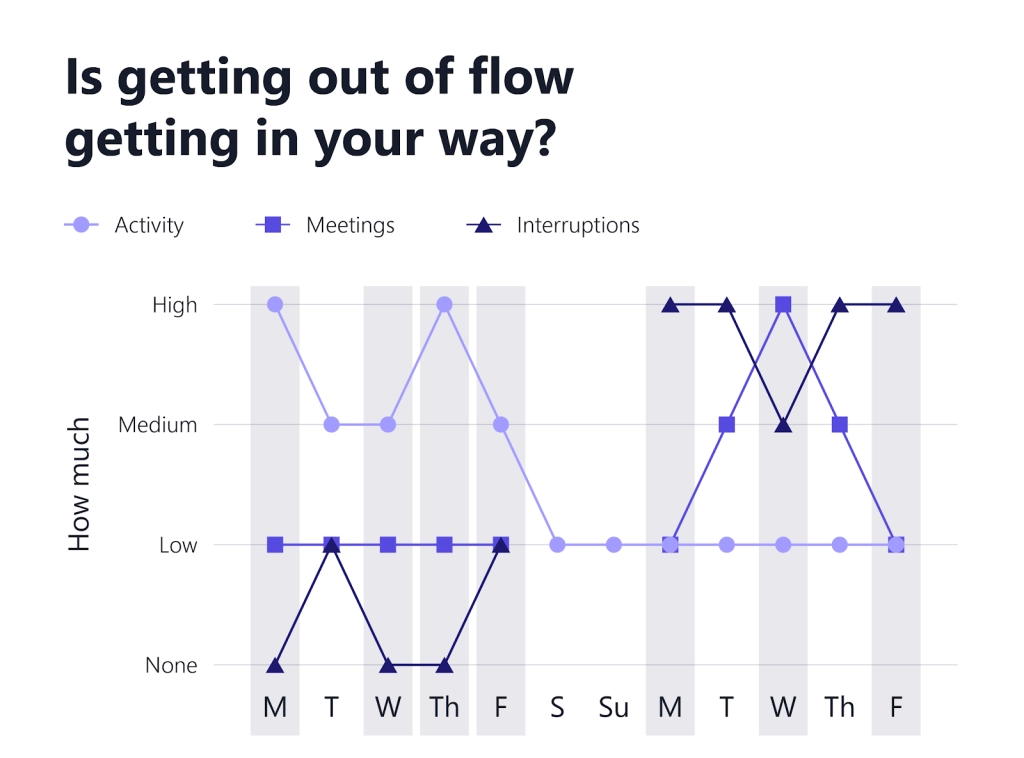 Is getting out of flow
getting in your way?
Activity Meetings Interruptions
High
Medium
Low
None
How much
M T W Th F S Su M T W Th F